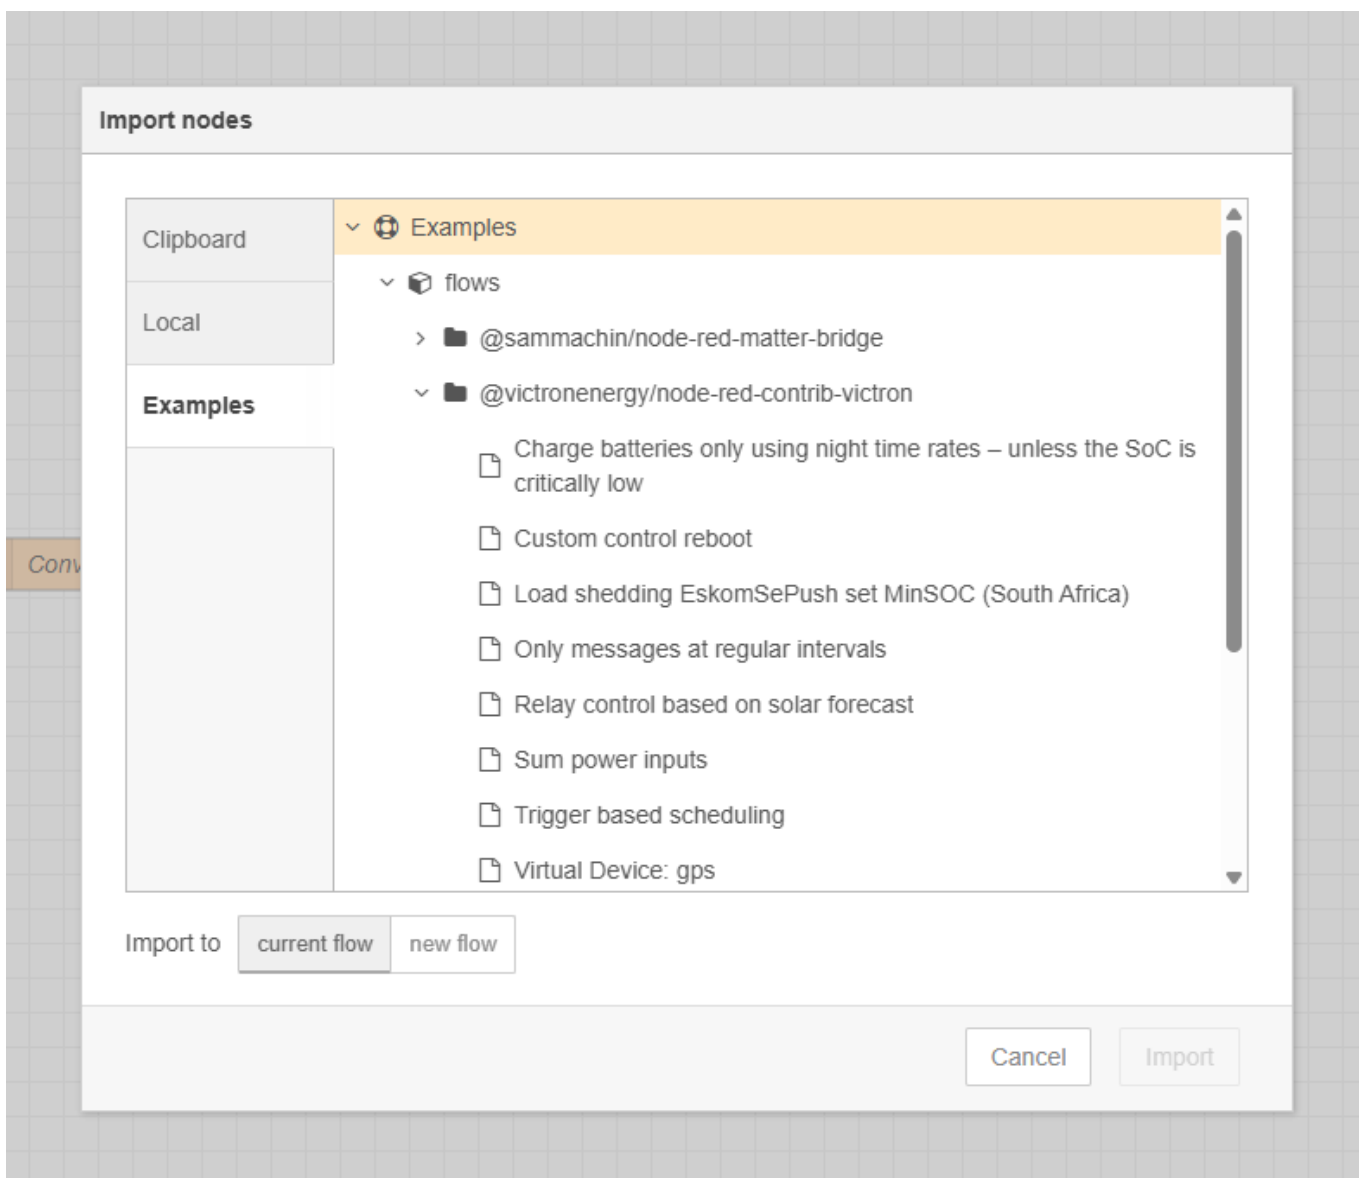 Import nodes
Clipboard
Local
Examples
Examples
flows
@sammachin/node-red-matter-bridge
@victronenergy/node-red-contrib-victron
Charge batteries only using night time rates – unless the SoC is
critically low
Custom control reboot
Load shedding EskomSePush set MinSOC (South Africa)
Only messages at regular intervals
Relay control based on solar forecast
Sum power inputs
Trigger based scheduling
Virtual Device: gps
Conv
Import to current flow new flow
Cancel Import